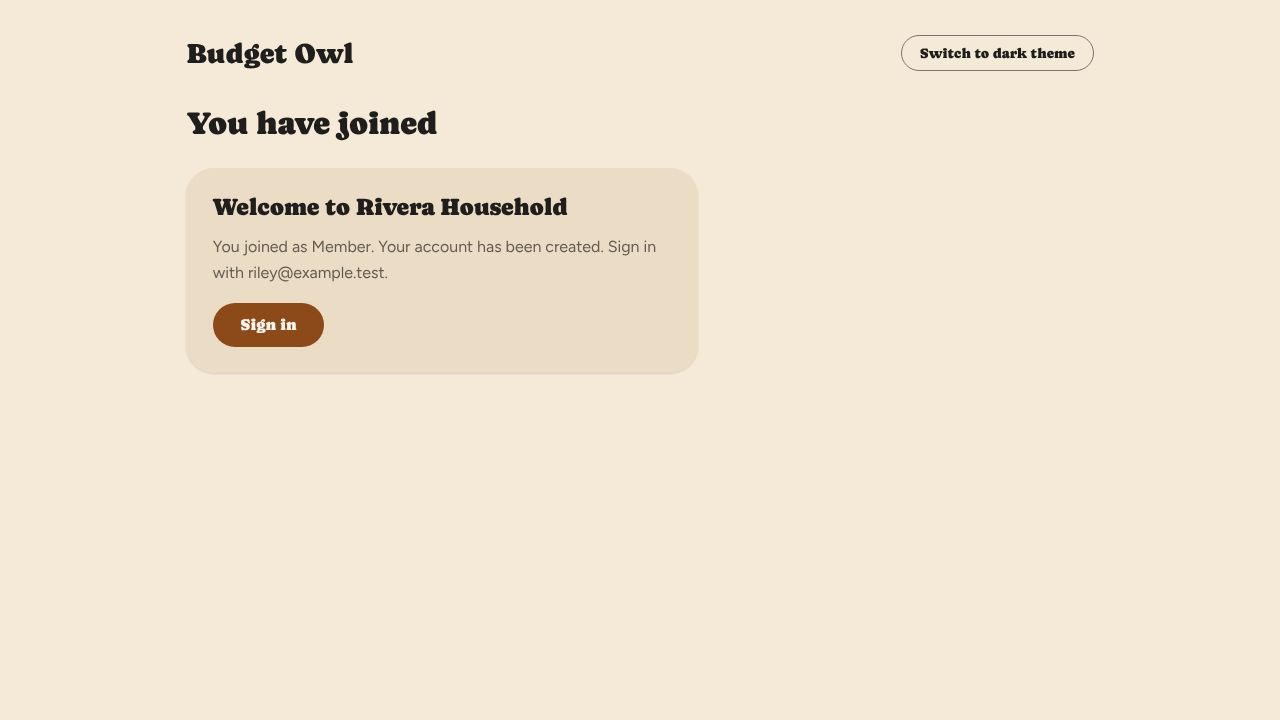 Budget Owl
Switch to dark theme
You have joined
Welcome to Rivera Household
You joined as Member. Your account has been created. Sign in
with riley@example.test.
Sign in